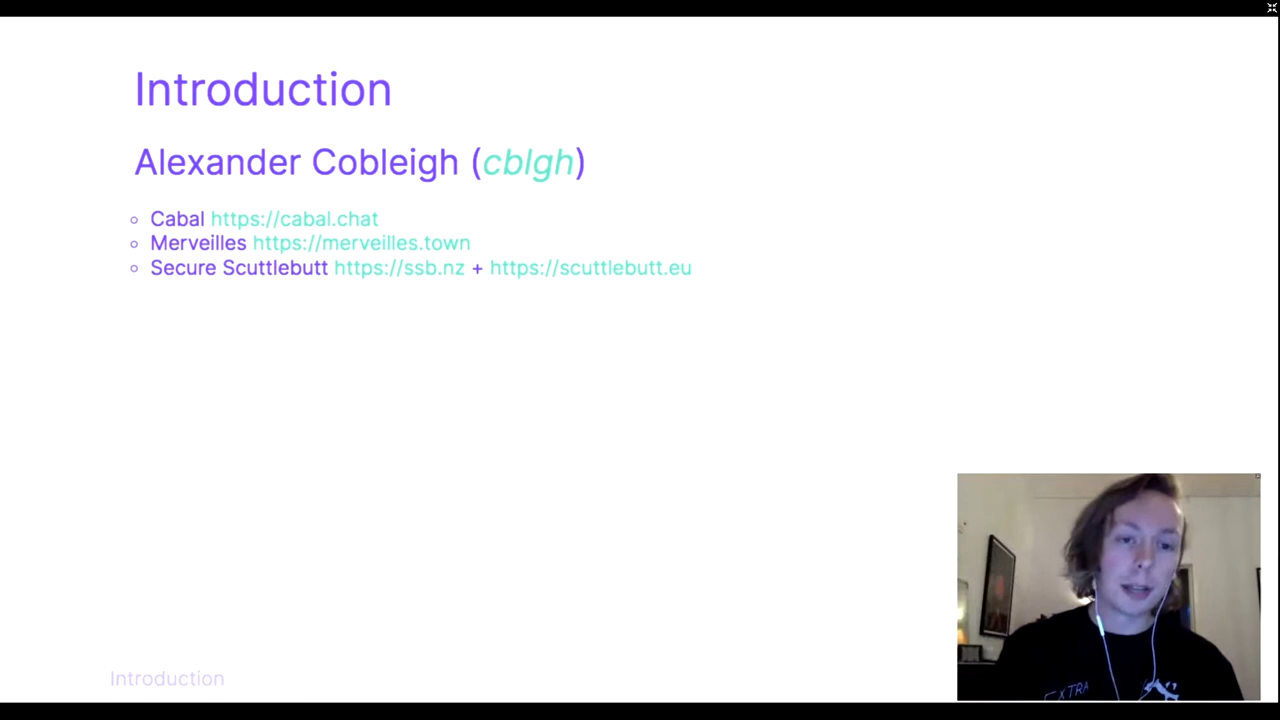 Introduction
Alexander Cobleigh (cblgh)
Cabal https://cabal.chat
Merveilles https://merveilles.town
Secure Scuttlebutt https://ssb.nz + https://scuttlebutt.eu
EXTRA
Introduction